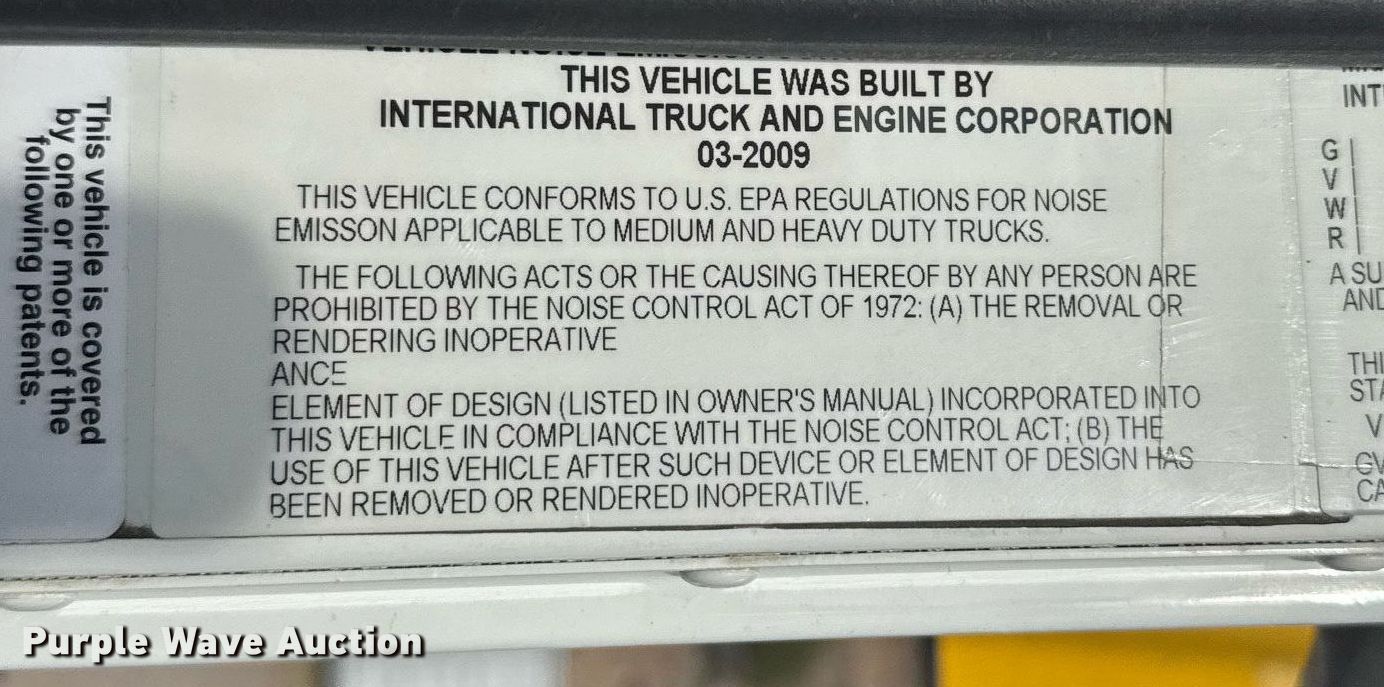 This vehicle is covered
by one or more of the
following patents.
VEHICLE NOISE
THIS VEHICLE WAS BUILT BY
INTERNATIONAL TRUCK AND ENGINE CORPORATION
03-2009
THIS VEHICLE CONFORMS TO U.S. EPA REGULATIONS FOR NOISE
EMISSON APPLICABLE TO MEDIUM AND HEAVY DUTY TRUCKS.
THE FOLLOWING ACTS OR THE CAUSING THEREOF BY ANY PERSON ARE
PROHIBITED BY THE NOISE CONTROL ACT OF 1972: (A) THE REMOVAL OR
RENDERING INOPERATIVE
ANCE
ELEMENT OF DESIGN (LISTED IN OWNER'S MANUAL) INCORPORATED INTO
THIS VEHICLE IN COMPLIANCE WITH THE NOISE CONTROL ACT; (B) THE
USE OF THIS VEHICLE AFTER SUCH DEVICE OR ELEMENT OF DESIGN HAS
BEEN REMOVED OR RENDERED INOPERATIVE.
INT
G
V
W
R
A SU
AND
THI
STA
V
GV
CA
Purple Wave Auction